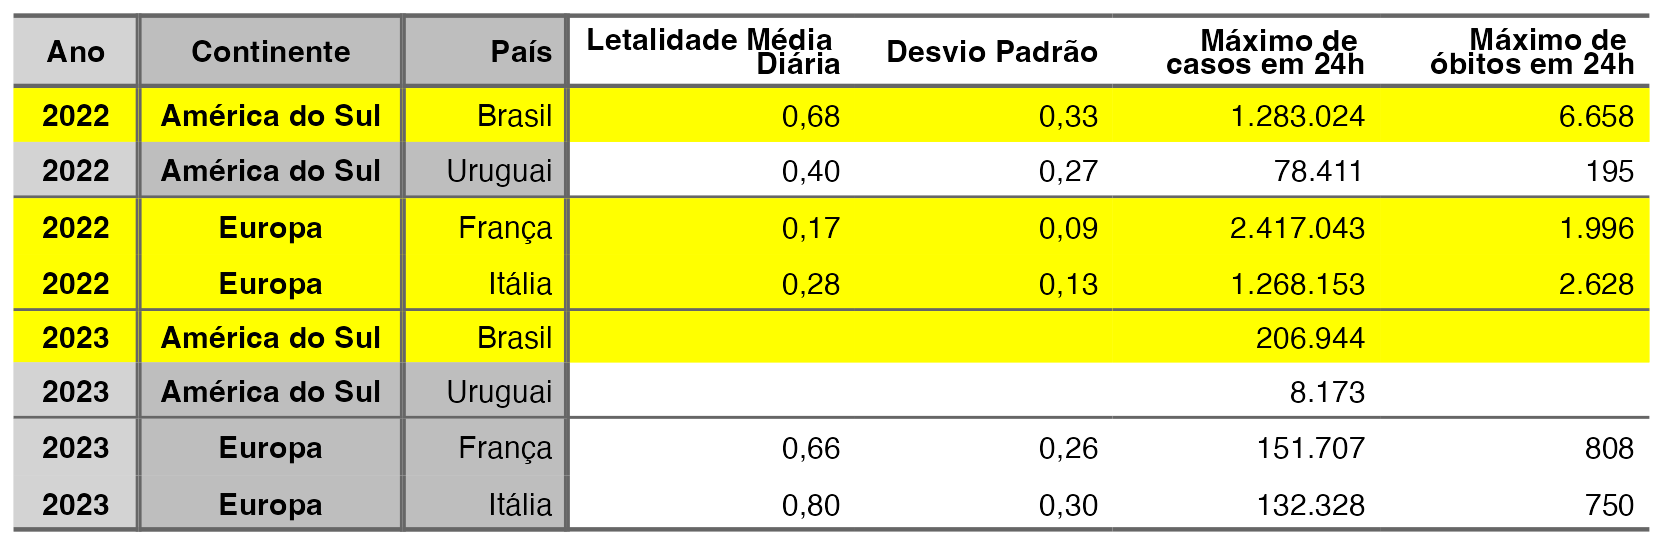 Ano Continente País Letalidade Média Diária Desvio Padrão Máximo de casos em 24h Máximo de óbitos em 24h
2022 América do Sul Brasil 0,68 0,33 1.283.024 6.658
2022 América do Sul Uruguai 0,40 0,27 78.411 195
2022 Europa França 0,17 0,09 2.417.043 1.996
2022 Europa Itália 0,28 0,13 1.268.153 2.628
2023 América do Sul Brasil 206.944
2023 América do Sul Uruguai 8.173
2023 Europa França 0,66 0,26 151.707 808
2023 Europa Itália 0,80 0,30 132.328 750